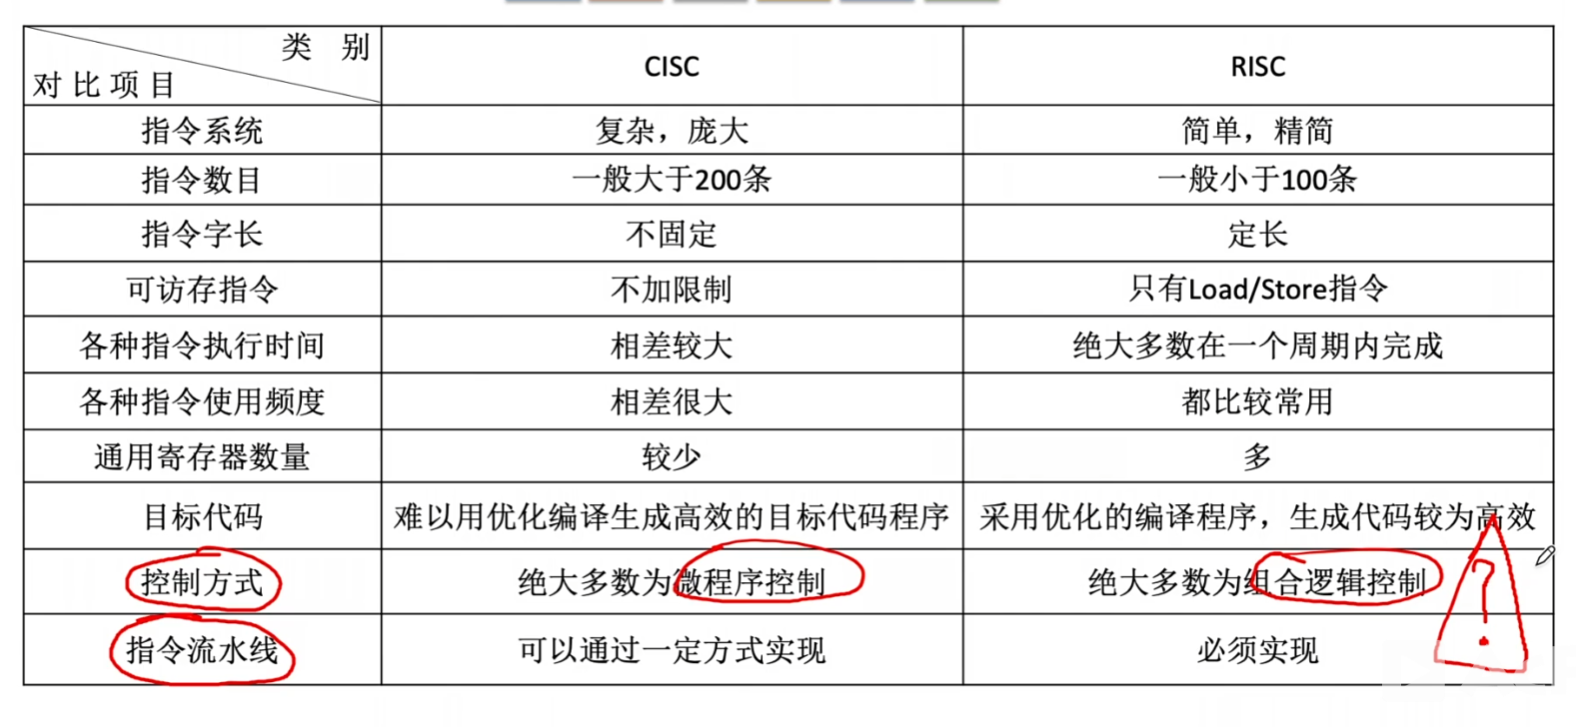 类 别
对 比 项 目
CISC
RISC
指令系统
复杂，庞大
简单，精简
指令数目
一般大于200条
一般小于100条
指令字长
不固定
定长
可访存指令
不加限制
只有Load/Store指令
各种指令执行时间
相差较大
绝大多数在一个周期内完成
各种指令使用频度
相差很大
都比较常用
通用寄存器数量
较少
多
目标代码
难以用优化编译生成高效的目标代码程序
采用优化的编译程序，生成代码较为高效
控制方式
绝大多数为微程序控制
绝大多数为组合逻辑控制
?
指令流水线
可以通过一定方式实现
必须实现